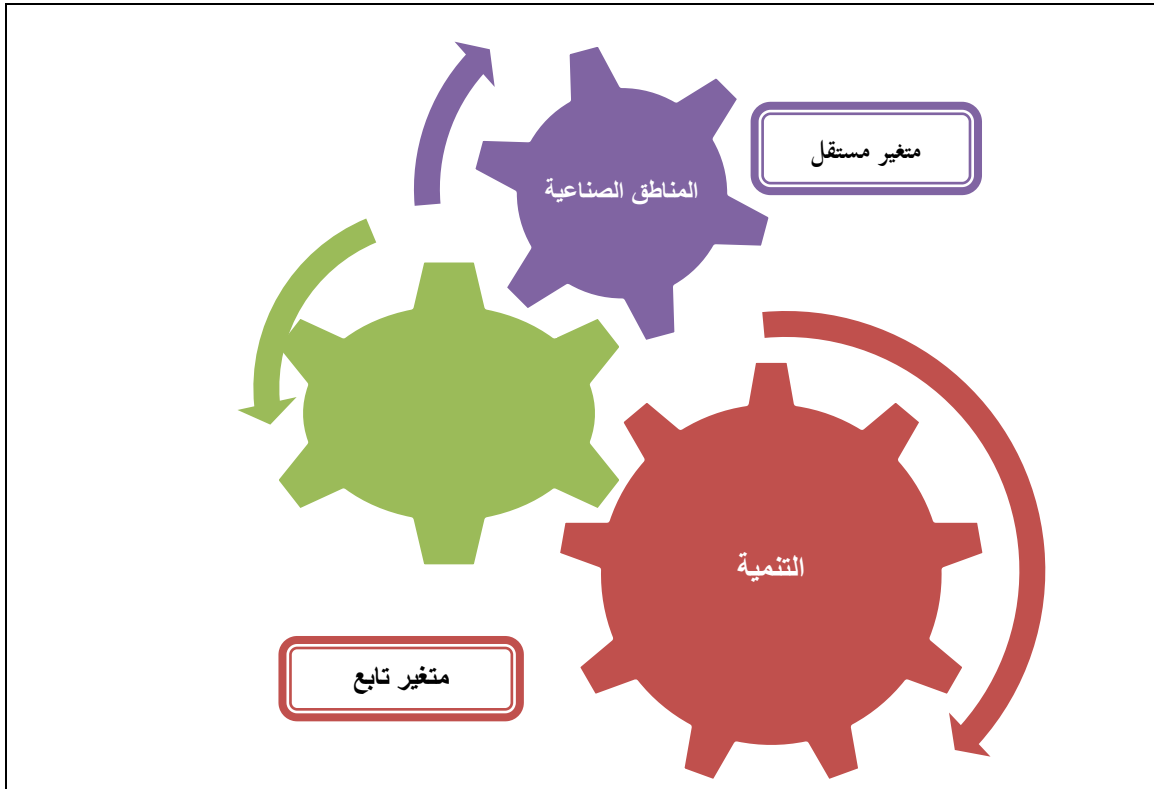 متغير مستقل
المناطق الصناعية
التنمية
متغير تابع